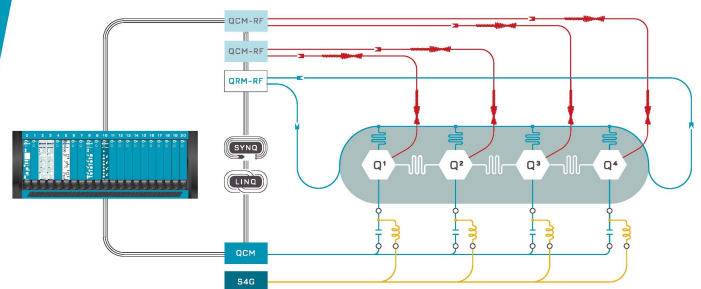 QCM-RF
QCM-RF
QRM-RF
SYNQ
LINQ
Q1 Q2 Q3 Q4
QCM
S4G